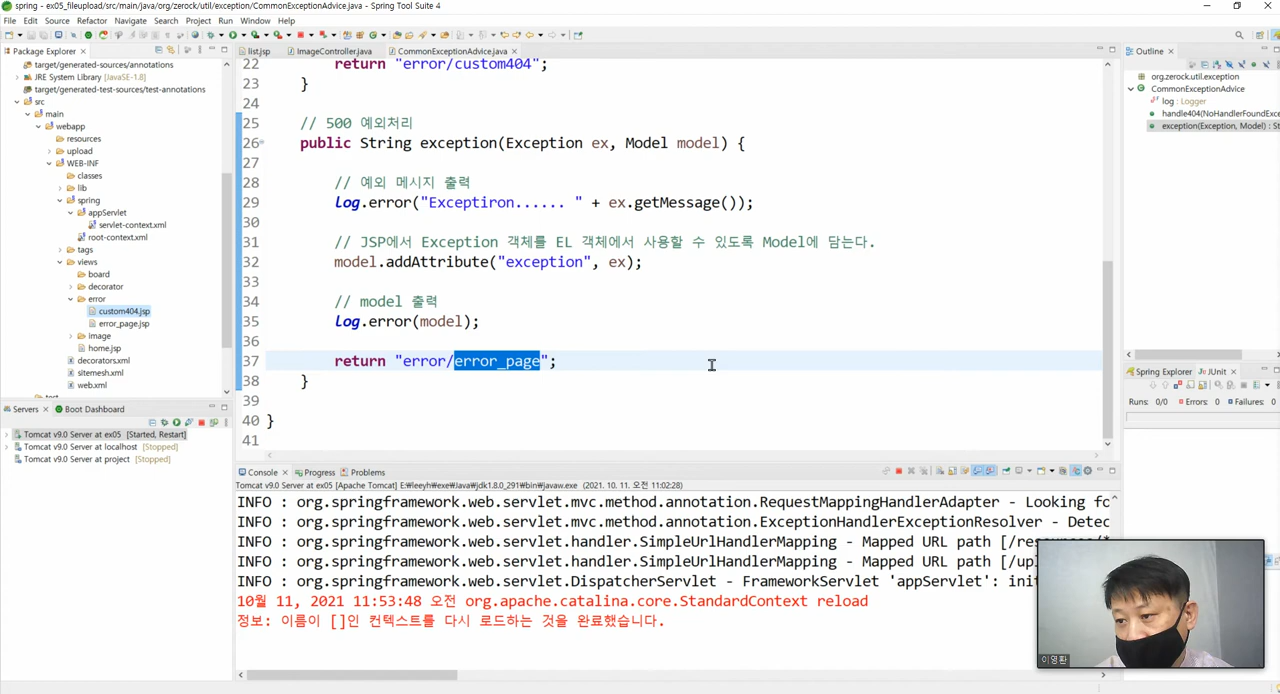 spring - ex05_fileupload/src/main/java/org/zerock/util/exception/CommonExceptionAdvice.java - Spring Tool Suite 4
File Edit Source Refactor Navigate Search Project Run Window Help
Package Explorer
list.jsp
ImageController.java
CommonExceptionAdvice.java
Outline
target/generated-sources/annotations
JRE System Library [JavaSE-1.8]
target/generated-test-sources/test-annotations
src
main
webapp
resources
upload
WEB-INF
classes
lib
spring
appServlet
servlet-context.xml
root-context.xml
tags
views
board
decorator
error
custom404.jsp
error_page.jsp
image
home.jsp
decorators.xml
sitemesh.xml
web.xml
22 return "error/custom404";
23 }
24
25 // 500 예외처리
26 public String exception(Exception ex, Model model) {
27
28 // 예외 메시지 출력
29 log.error("Exceptiron...... " + ex.getMessage());
30
31 // JSP에서 Exception 객체를 EL 객체에서 사용할 수 있도록 Model에 담는다.
32 model.addAttribute("exception", ex);
33
34 // model 출력
35 log.error(model);
36
37 return "error/error_page";
38 }
39
40 }
41
org.zerock.util.exception
CommonExceptionAdvice
log : Logger
handle404(NoHandlerFoundExce
exception(Exception, Model) : St
Spring Explorer
JUnit
Runs: 0/0 Errors: 0 Failures: 0
Servers
Boot Dashboard
Tomcat v9.0 Server at ex05 [Started, Restart]
Tomcat v9.0 Server at localhost [Stopped]
Tomcat v9.0 Server at project [Stopped]
Console
Progress
Problems
Tomcat v9.0 Server at ex05 [Apache Tomcat] E:₩leeyh₩exe₩Java₩jdk1.8.0_291₩bin₩javaw.exe (2021. 10. 11. 오전 11:02:28)
INFO : org.springframework.web.servlet.mvc.method.annotation.RequestMappingHandlerAdapter - Looking fo
INFO : org.springframework.web.servlet.mvc.method.annotation.ExceptionHandlerExceptionResolver - Detec
INFO : org.springframework.web.servlet.handler.SimpleUrlHandlerMapping - Mapped URL path [/resources/*
INFO : org.springframework.web.servlet.handler.SimpleUrlHandlerMapping - Mapped URL path [/upl
INFO : org.springframework.web.servlet.DispatcherServlet - FrameworkServlet 'appServlet': init
10월 11, 2021 11:53:48 오전 org.apache.catalina.core.StandardContext reload
정보: 이름이 []인 컨텍스트를 다시 로드하는 것을 완료했습니다.
이영환